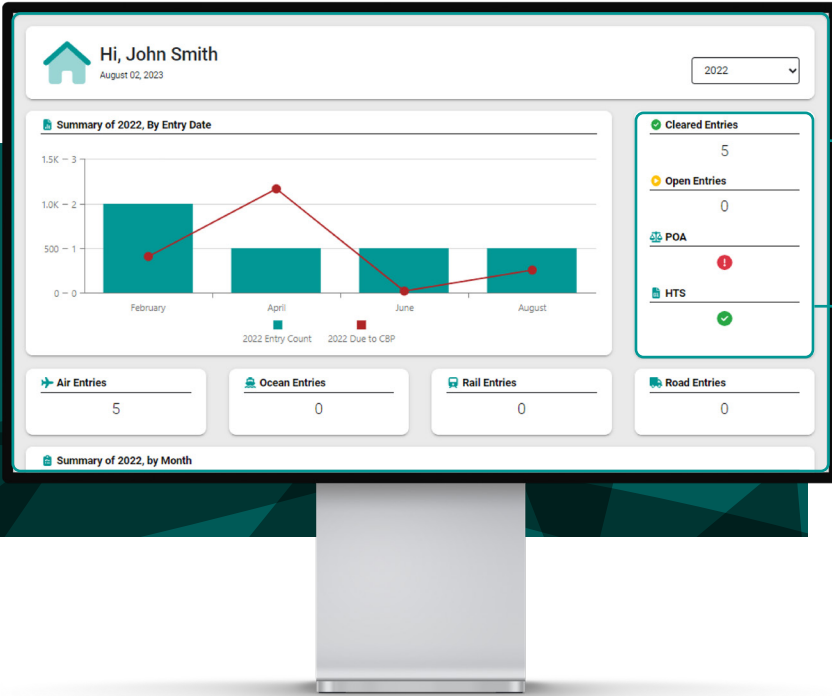 Hi, John Smith
August 02, 2023
2022
Summary of 2022, By Entry Date
1.5K – 3
1.0K – 2
500 – 1
0 – 0
February April June August
2022 Entry Count 2022 Due to CBP
Cleared Entries
5
Open Entries
0
POA
HTS
Air Entries
5
Ocean Entries
0
Rail Entries
0
Road Entries
0
Summary of 2022, by Month